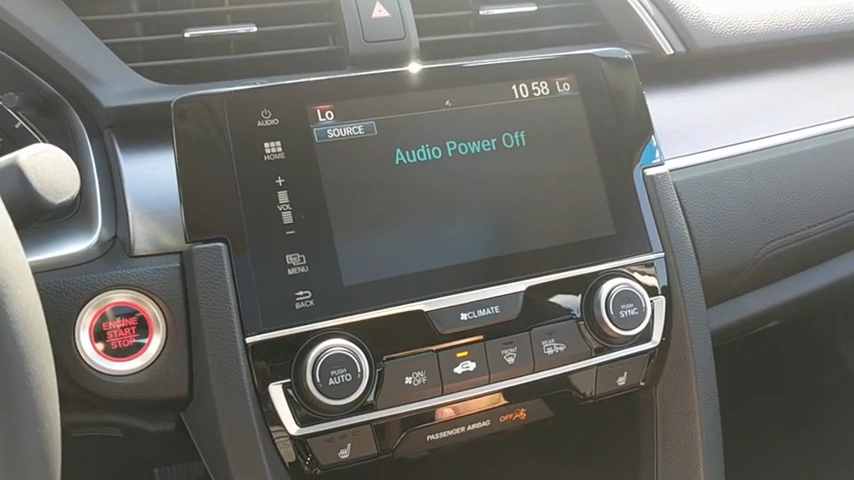 AUDIO
HOME
+
VOL
-
MENU
BACK
Lo
10 58 Lo
SOURCE
Audio Power Off
ENGINE
START
STOP
CLIMATE
PUSH
AUTO
ON/
OFF
FRONT
REAR
PUSH
SYNC
PASSENGER AIRBAG
OFF